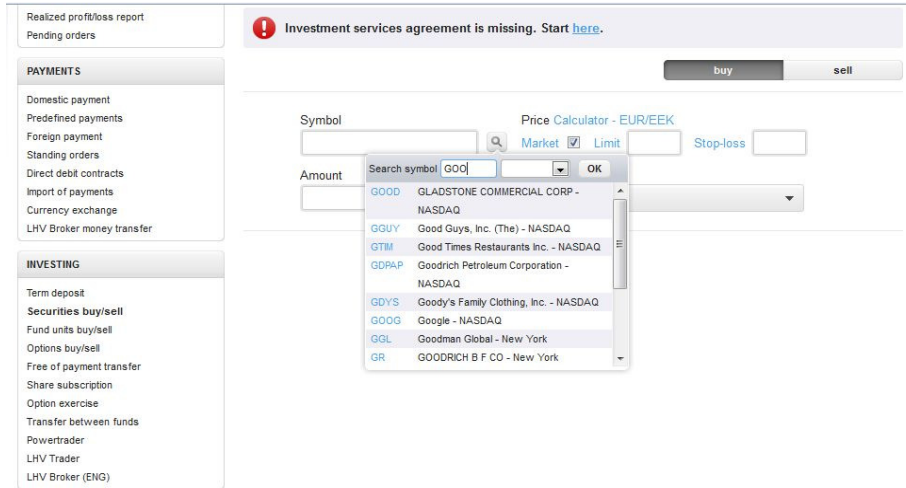 Realized profit/loss report
Pending orders
PAYMENTS
Domestic payment
Predefined payments
Foreign payment
Standing orders
Direct debit contracts
Import of payments
Currency exchange
LHV Broker money transfer
INVESTING
Term deposit
Securities buy/sell
Fund units buy/sell
Options buy/sell
Free of payment transfer
Share subscription
Option exercise
Transfer between funds
Powertrader
LHV Trader
LHV Broker (ENG)
Investment services agreement is missing. Start here.
buy sell
Symbol Price Calculator - EUR/EEK
Market Limit Stop-loss
Amount
Search symbol GOO OK
GOOD GLADSTONE COMMERCIAL CORP -
NASDAQ
GGUY Good Guys, Inc. (The) - NASDAQ
GTIM Good Times Restaurants Inc. - NASDAQ
GDPAP Goodrich Petroleum Corporation -
NASDAQ
GDYS Goody's Family Clothing, Inc. - NASDAQ
GOOG Google - NASDAQ
GGL Goodman Global - New York
GR GOODRICH B F CO - New York